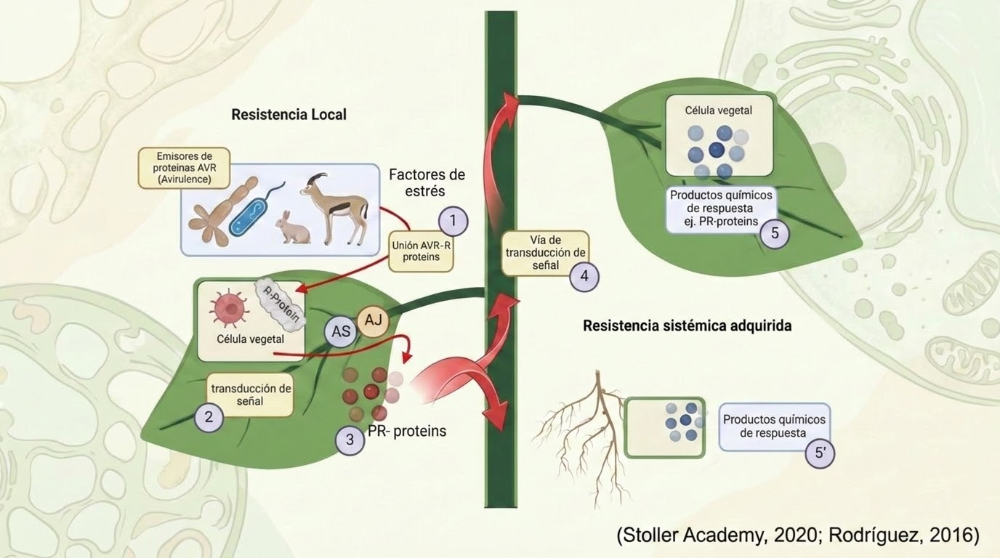 Resistencia Local
Emisores de
proteinas AVR
(Avirulence)
Factores de
estrés
1
Unión AVR-R
proteins
R-Protein
Célula vegetal
AS
AJ
transducción de
señal
2
3
PR- proteins
Vía de
transducción de
señal
4
Célula vegetal
Productos químicos
de respuesta
ej. PR-proteins
5
Resistencia sistémica adquirida
Productos químicos
de respuesta
5'
(Stoller Academy, 2020; Rodríguez, 2016)